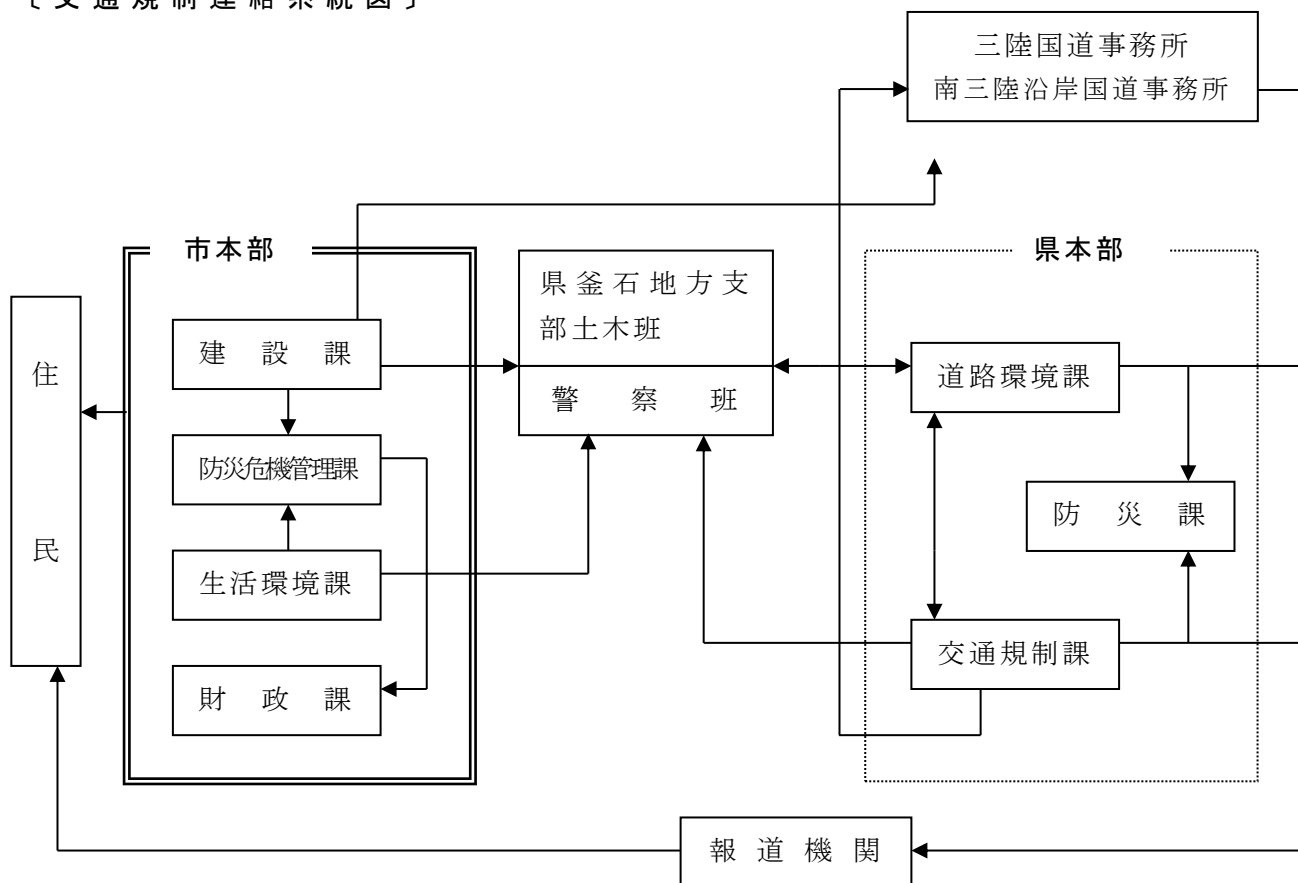 〔交通規制連絡系統図〕
三陸国道事務所
南三陸沿岸国道事務所
市本部
県本部
県釜石地方支
部土木班
警察班
住民
建設課
防災危機管理課
生活環境課
財政課
道路環境課
防災課
交通規制課
報道機関